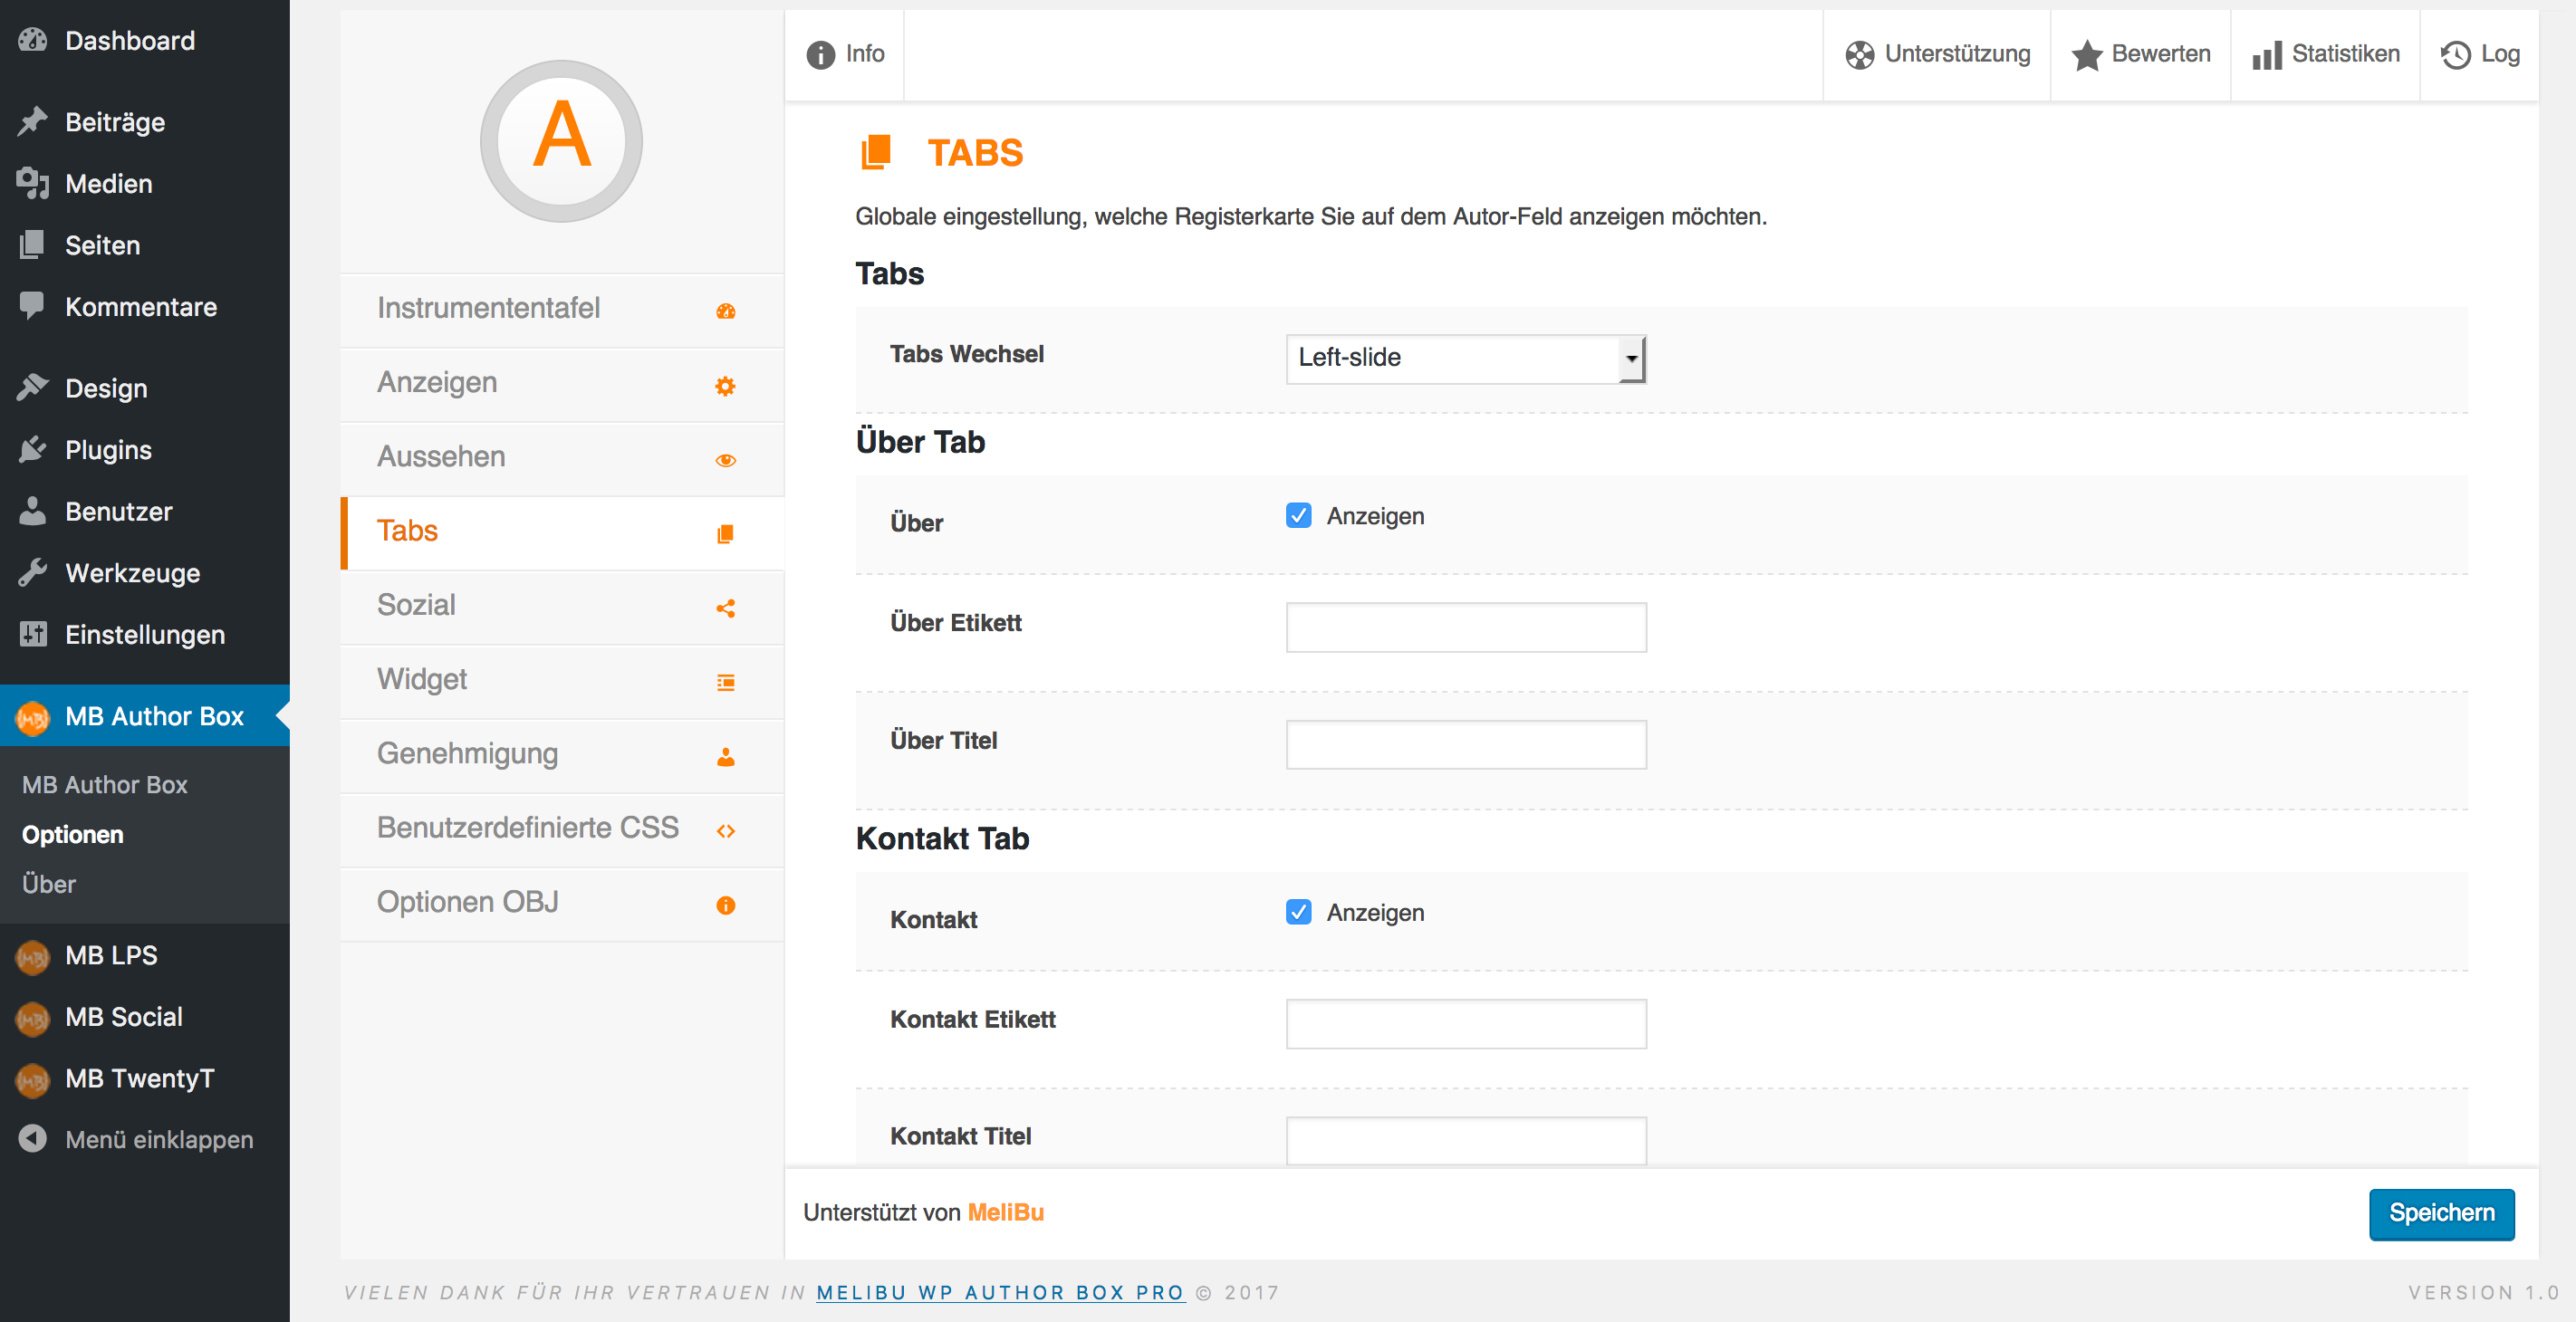 Dashboard
Beiträge
Medien
Seiten
Kommentare
Design
Plugins
Benutzer
Werkzeuge
Einstellungen
MB Author Box
MB Author Box
Optionen
Über
MB LPS
MB Social
MB TwentyT
Menü einklappen
A
Instrumententafel
Anzeigen
Aussehen
Tabs
Sozial
Widget
Genehmigung
Benutzerdefinierte CSS
Optionen OBJ
Info
Unterstützung
Bewerten
Statistiken
Log
TABS
Globale eingestellung, welche Registerkarte Sie auf dem Autor-Feld anzeigen möchten.
Tabs
Tabs Wechsel
Left-slide
Über Tab
Über
Anzeigen
Über Etikett
Über Titel
Kontakt Tab
Kontakt
Anzeigen
Kontakt Etikett
Kontakt Titel
Unterstützt von MeliBu
Speichern
VIELEN DANK FÜR IHR VERTRAUEN IN MELIBU WP AUTHOR BOX PRO © 2017
VERSION 1.0